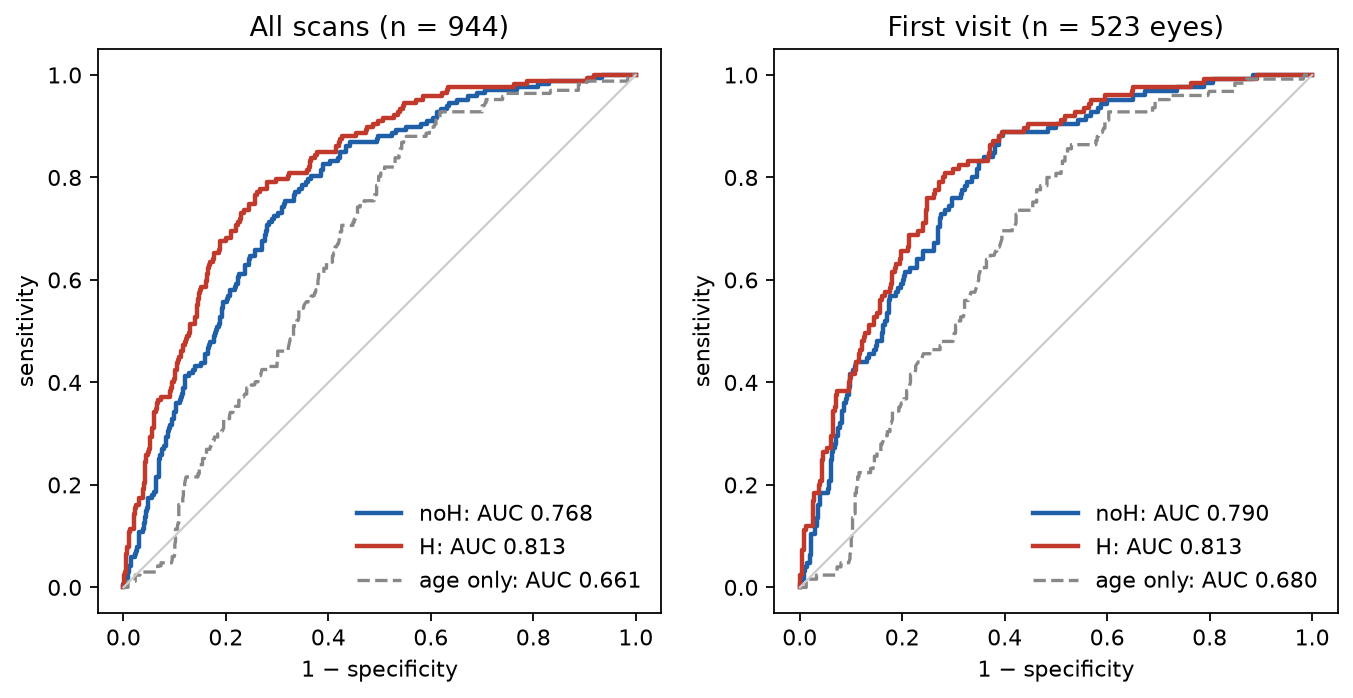 All scans (n = 944)
sensitivity
1.0
0.8
0.6
0.4
0.2
0.0
noH: AUC 0.768
H: AUC 0.813
age only: AUC 0.661
0.0 0.2 0.4 0.6 0.8 1.0
1 − specificity
First visit (n = 523 eyes)
sensitivity
1.0
0.8
0.6
0.4
0.2
0.0
noH: AUC 0.790
H: AUC 0.813
age only: AUC 0.680
0.0 0.2 0.4 0.6 0.8 1.0
1 − specificity